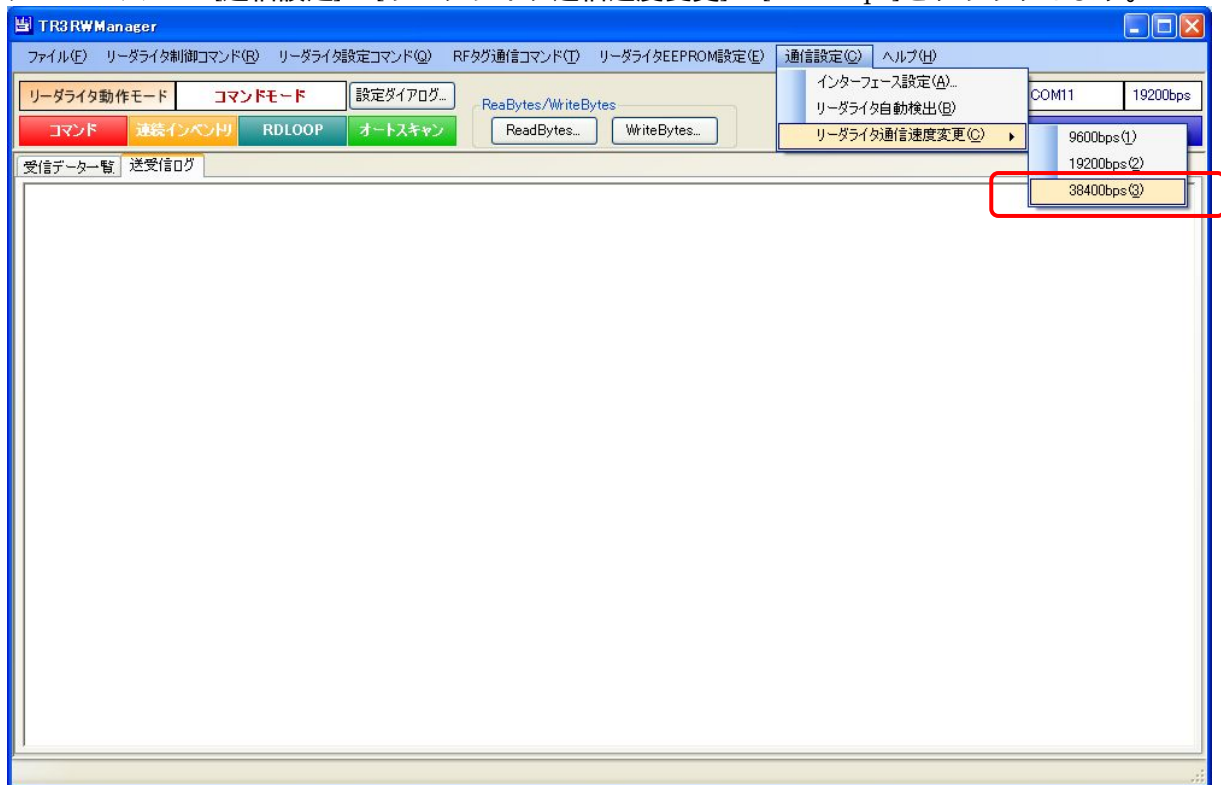 TR3RWManager
ファイル(F) リーダライタ制御コマンド(R) リーダライタ設定コマンド(Q) RFタグ通信コマンド(T) リーダライタEEPROM設定(E) 通信設定(C) ヘルプ(H)
リーダライタ動作モード コマンドモード 設定ダイアログ... ReaBytes/WriteBytes COM11 19200bps
インターフェース設定(A)...
リーダライタ自動検出(B)
コマンド 連続インベントリ RDLOOP オートスキャン ReadBytes... WriteBytes... リーダライタ通信速度変更(C)
9600bps(1)
受信データ一覧 送受信ログ 19200bps(2)
38400bps(3)